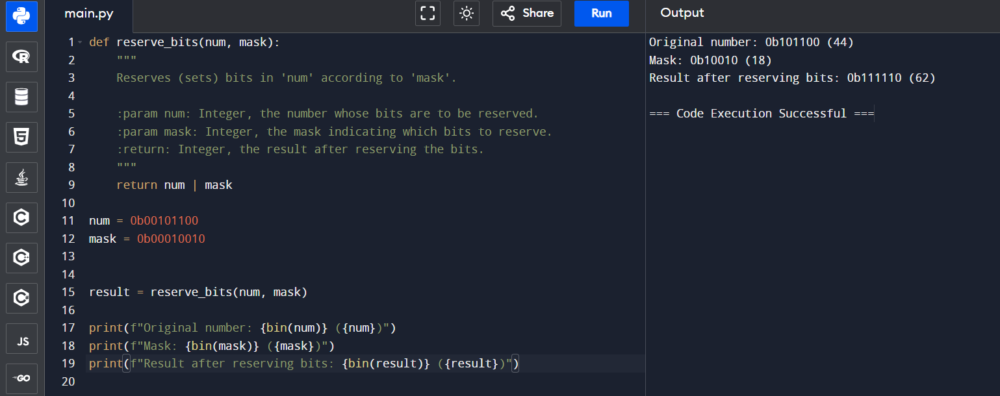 main.py
Share
Run
Output
1 def reserve_bits(num, mask):
2     """
3     Reserves (sets) bits in 'num' according to 'mask'.
4
5     :param num: Integer, the number whose bits are to be reserved.
6     :param mask: Integer, the mask indicating which bits to reserve.
7     :return: Integer, the result after reserving the bits.
8     """
9     return num | mask
10
11 num = 0b00101100
12 mask = 0b00010010
13
14
15 result = reserve_bits(num, mask)
16
17 print(f"Original number: {bin(num)} ({num})")
18 print(f"Mask: {bin(mask)} ({mask})")
19 print(f"Result after reserving bits: {bin(result)} ({result})")
20
Original number: 0b101100 (44)
Mask: 0b10010 (18)
Result after reserving bits: 0b111110 (62)
=== Code Execution Successful ===
R
5
C
C++
C#
JS
GO